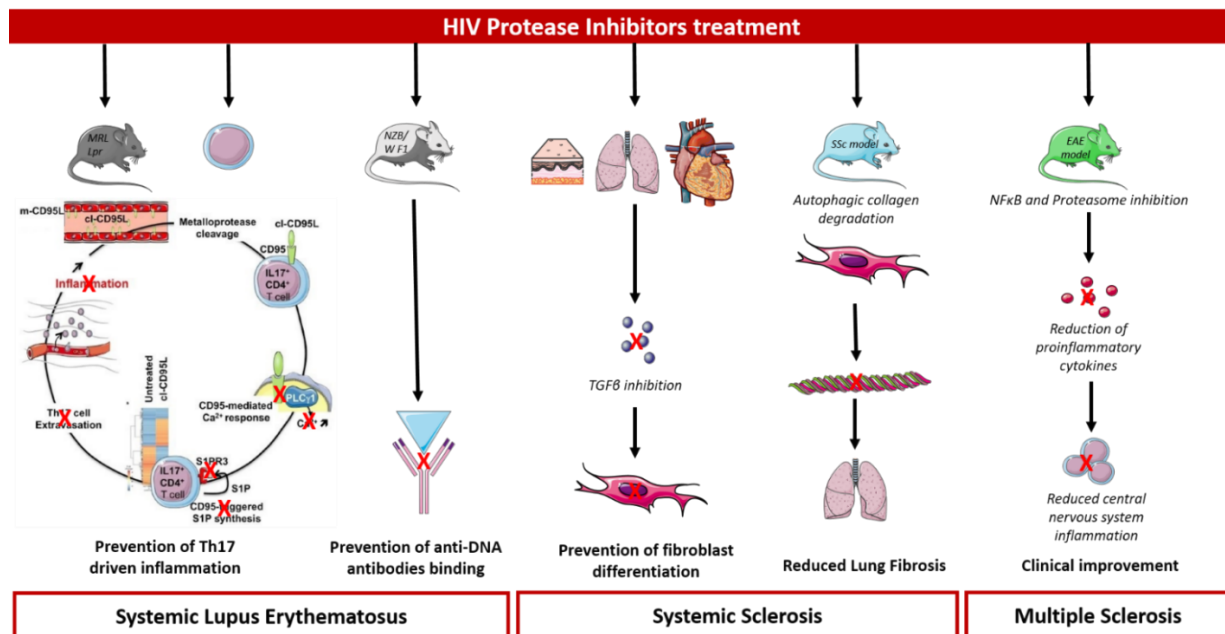 HIV Protease Inhibitors treatment
MRL
Lpr
m-CD95L
cl-CD95L
Metalloprotease
cleavage
cl-CD95L
CD95
IL17+
CD4+
T cell
Inflammation
Untreated
cl-CD95L
CD95-mediated
Ca2+ response
PLCγ1
Ca2+ ↗
Th17 cell
Extravasation
S1PR3
S1P
IL17+
CD4+
T cell
CD95-triggered
S1P synthesis
Prevention of Th17
driven inflammation
NZB/
W F1
Prevention of anti-DNA
antibodies binding
TGFβ inhibition
Prevention of fibroblast
differentiation
SSc model
Autophagic collagen
degradation
Reduced Lung Fibrosis
EAE
model
NFκB and Proteasome inhibition
Reduction of
proinflammatory
cytokines
Reduced central
nervous system
inflammation
Clinical improvement
Systemic Lupus Erythematosus
Systemic Sclerosis
Multiple Sclerosis